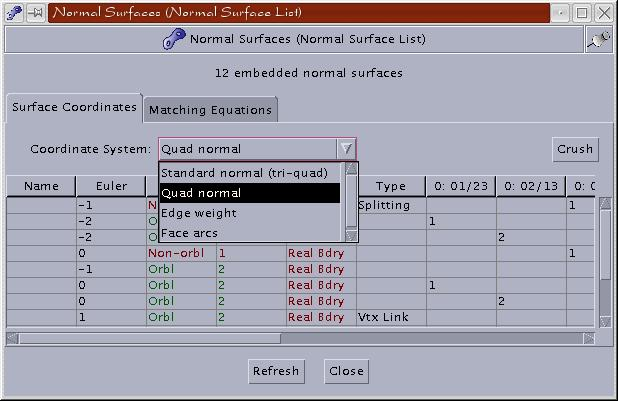 Normal Surfaces (Normal Surface List)
Normal Surfaces (Normal Surface List)
12 embedded normal surfaces
Surface Coordinates Matching Equations
Coordinate System: Quad normal Crush
Standard normal (tri-quad)
Quad normal
Edge weight
Face arcs
Name Euler Type 0: 01/23 0: 02/13 0: 0
-1 N Splitting 1
-2 O 1
-2 O 2
0 Non-orbl 1 Real Bdry 1
-1 Orbl 2 Real Bdry
0 Orbl 2 Real Bdry 1
0 Orbl 2 Real Bdry 2
1 Orbl 2 Real Bdry Vtx Link
Refresh Close